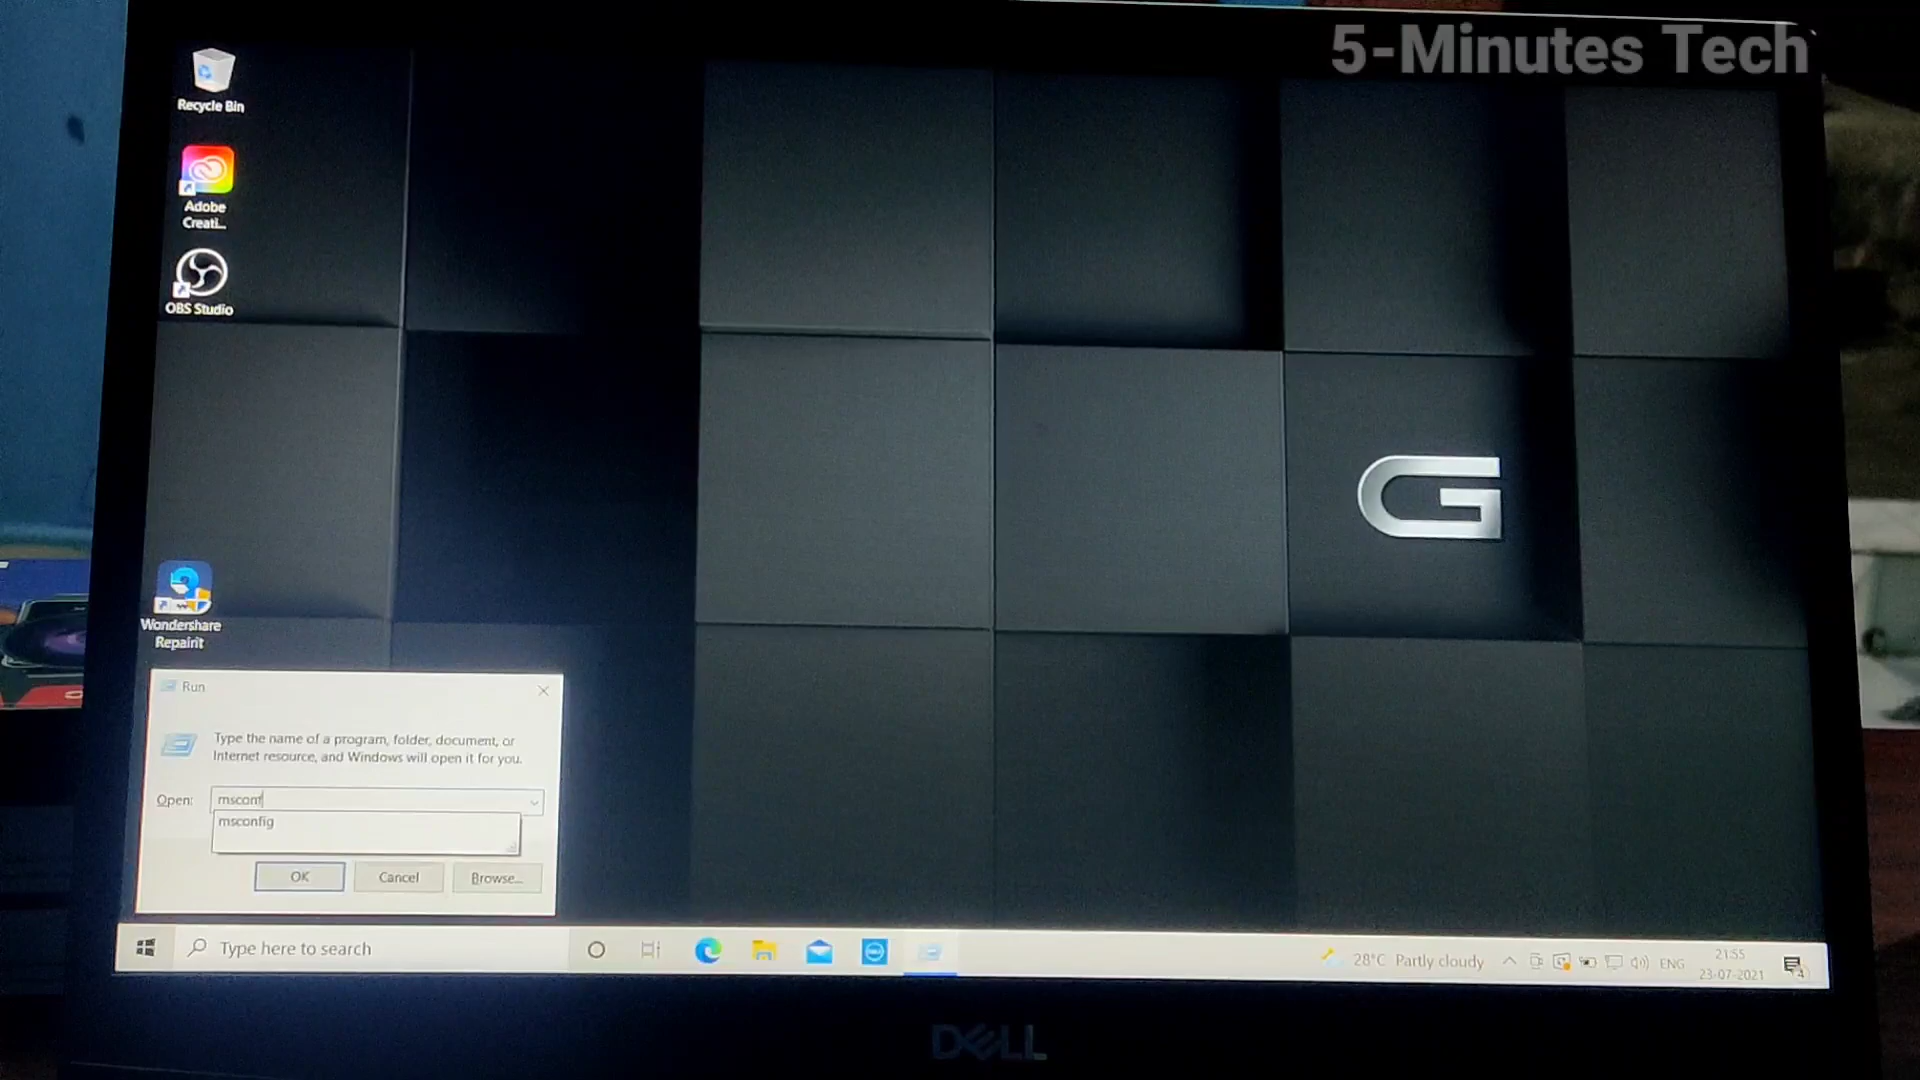 5-Minutes Tech
Recycle Bin
Adobe
Creati...
OBS Studio
G
Wondershare
Repairit
Run
Type the name of a program, folder, document, or
Internet resource, and Windows will open it for you.
Open:
msconf
msconfig
OK
Cancel
Browse...
Type here to search
28°C Partly cloudy
ENG
21:55
23-07-2021
4
DELL